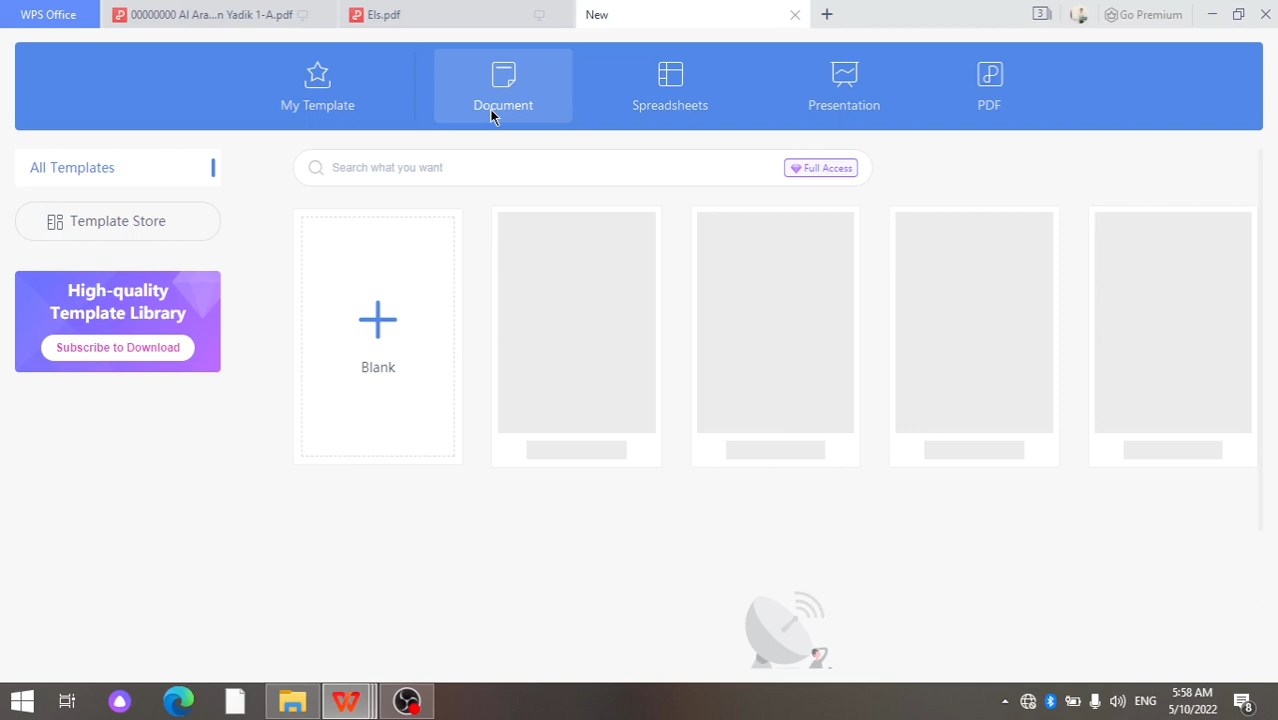 WPS Office
00000000 Al Ara...n Yadik 1-A.pdf
Els.pdf
New
3
Go Premium
My Template
Document
Spreadsheets
Presentation
PDF
All Templates
Search what you want
Full Access
Template Store
High-quality
Template Library
Subscribe to Download
Blank
ENG
5:58 AM
5/10/2022
8